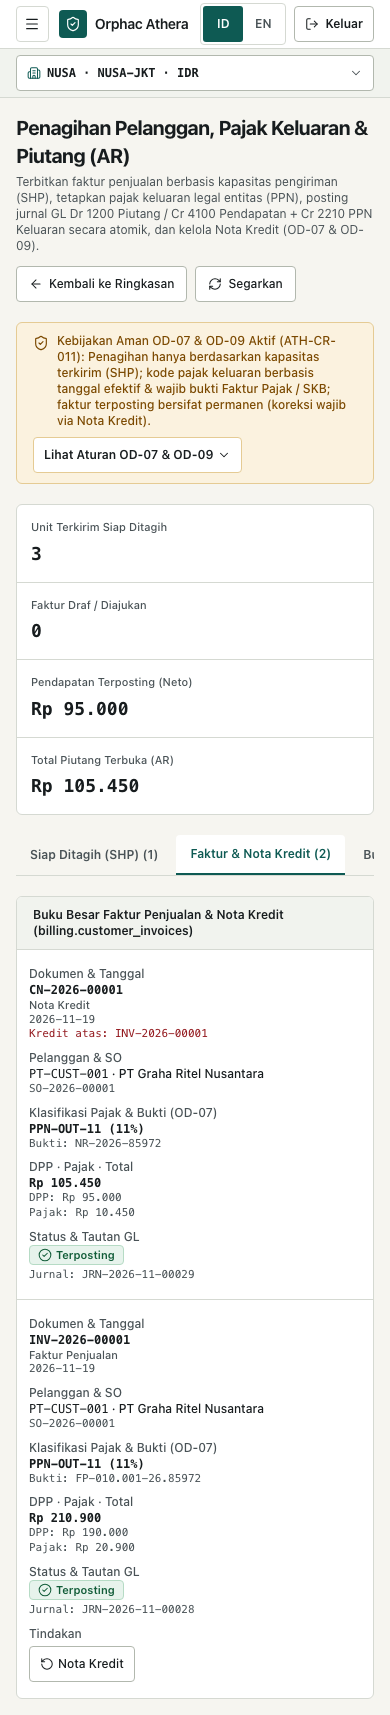 Orphac Athera
ID
EN
Keluar
NUSA · NUSA-JKT · IDR
Penagihan Pelanggan, Pajak Keluaran &
Piutang (AR)
Terbitkan faktur penjualan berbasis kapasitas pengiriman
(SHP), tetapkan pajak keluaran legal entitas (PPN), posting
jurnal GL Dr 1200 Piutang / Cr 4100 Pendapatan + Cr 2210 PPN
Keluaran secara atomik, dan kelola Nota Kredit (OD-07 & OD-
09).
Kembali ke Ringkasan
Segarkan
Kebijakan Aman OD-07 & OD-09 Aktif (ATH-CR-
011): Penagihan hanya berdasarkan kapasitas
terkirim (SHP); kode pajak keluaran berbasis
tanggal efektif & wajib bukti Faktur Pajak / SKB;
faktur terposting bersifat permanen (koreksi wajib
via Nota Kredit).
Lihat Aturan OD-07 & OD-09
Unit Terkirim Siap Ditagih
3
Faktur Draf / Diajukan
0
Pendapatan Terposting (Neto)
Rp 95.000
Total Piutang Terbuka (AR)
Rp 105.450
Siap Ditagih (SHP) (1)
Faktur & Nota Kredit (2)
Buku Besar Faktur Penjualan & Nota Kredit
(billing.customer_invoices)
Dokumen & Tanggal
CN-2026-00001
Nota Kredit
2026-11-19
Kredit atas: INV-2026-00001
Pelanggan & SO
PT-CUST-001 · PT Graha Ritel Nusantara
SO-2026-00001
Klasifikasi Pajak & Bukti (OD-07)
PPN-OUT-11 (11%)
Bukti: NR-2026-85972
DPP · Pajak · Total
Rp 105.450
DPP: Rp 95.000
Pajak: Rp 10.450
Status & Tautan GL
Terposting
Jurnal: JRN-2026-11-00029
Dokumen & Tanggal
INV-2026-00001
Faktur Penjualan
2026-11-19
Pelanggan & SO
PT-CUST-001 · PT Graha Ritel Nusantara
SO-2026-00001
Klasifikasi Pajak & Bukti (OD-07)
PPN-OUT-11 (11%)
Bukti: FP-010.001-26.85972
DPP · Pajak · Total
Rp 210.900
DPP: Rp 190.000
Pajak: Rp 20.900
Status & Tautan GL
Terposting
Jurnal: JRN-2026-11-00028
Tindakan
Nota Kredit